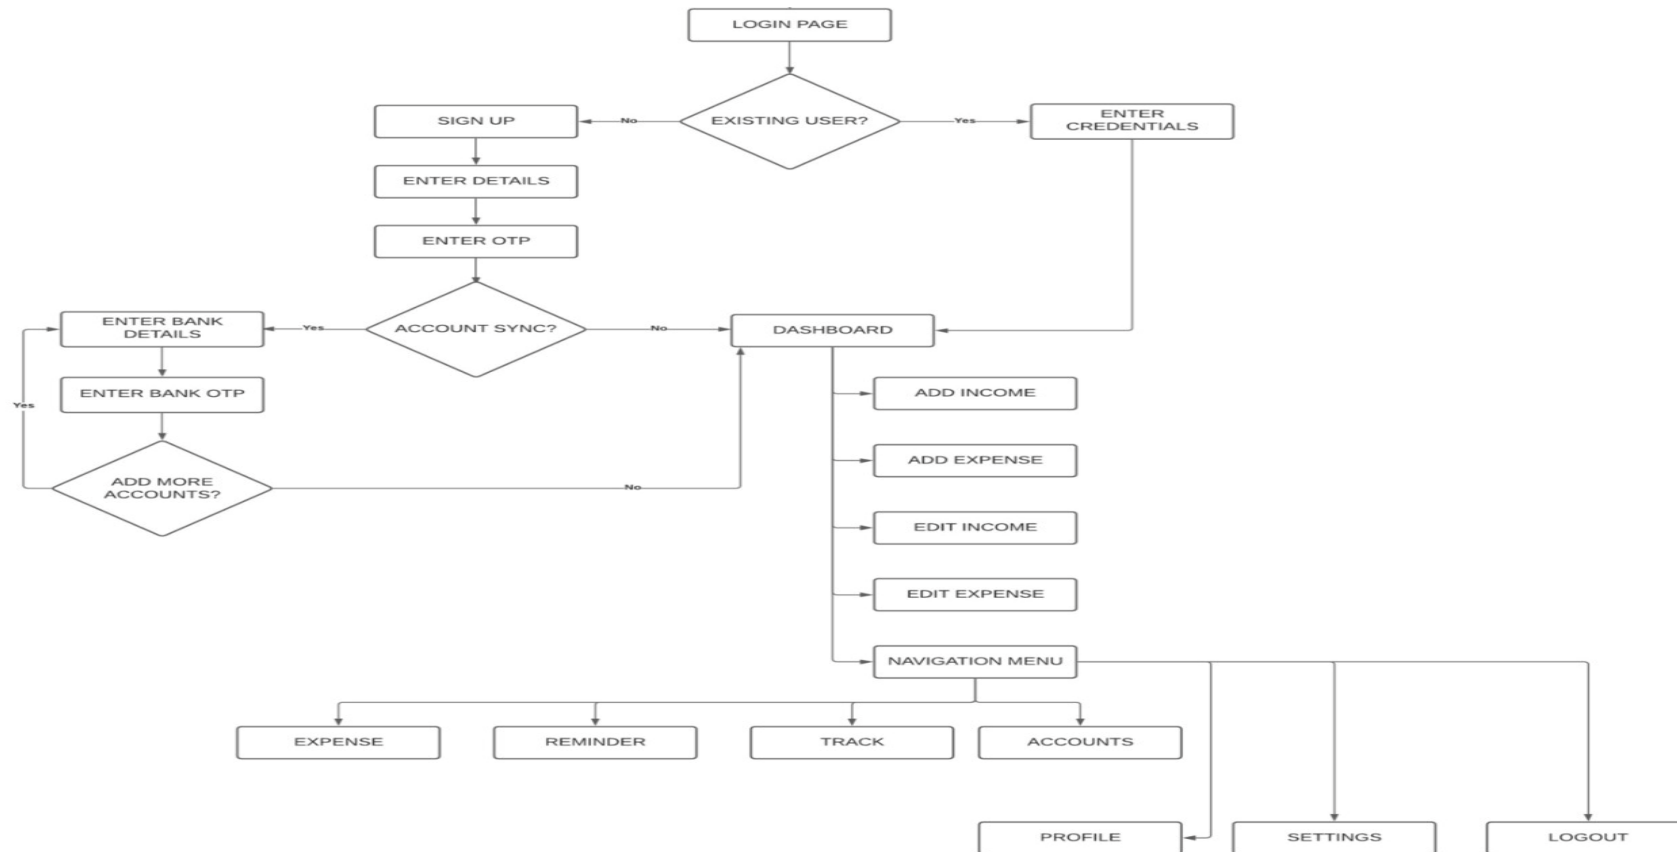 LOGIN PAGE
EXISTING USER?
No
Yes
SIGN UP
ENTER
CREDENTIALS
ENTER DETAILS
ENTER OTP
ACCOUNT SYNC?
Yes
No
ENTER BANK
DETAILS
DASHBOARD
ENTER BANK OTP
Yes
ADD MORE
ACCOUNTS?
No
ADD INCOME
ADD EXPENSE
EDIT INCOME
EDIT EXPENSE
NAVIGATION MENU
EXPENSE
REMINDER
TRACK
ACCOUNTS
PROFILE
SETTINGS
LOGOUT